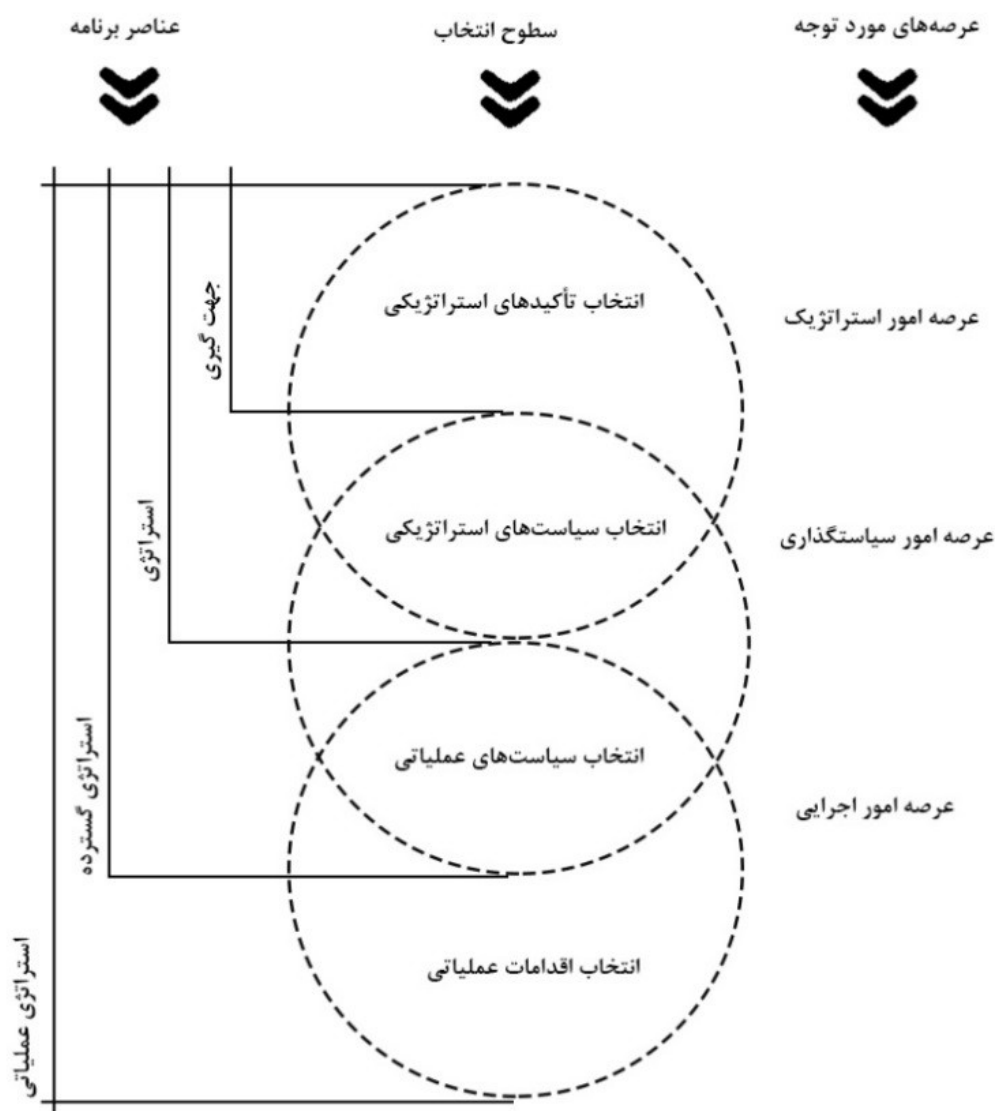 عرصه‌های مورد توجه
سطوح انتخاب
عناصر برنامه
انتخاب تأکیدهای استراتژیکی
عرصه امور استراتژیک
جهت گیری
انتخاب سیاست‌های استراتژیکی
عرصه امور سیاستگذاری
استراتژی
انتخاب سیاست‌های عملیاتی
عرصه امور اجرایی
استراتژی گسترده
انتخاب اقدامات عملیاتی
استراتژی عملیاتی